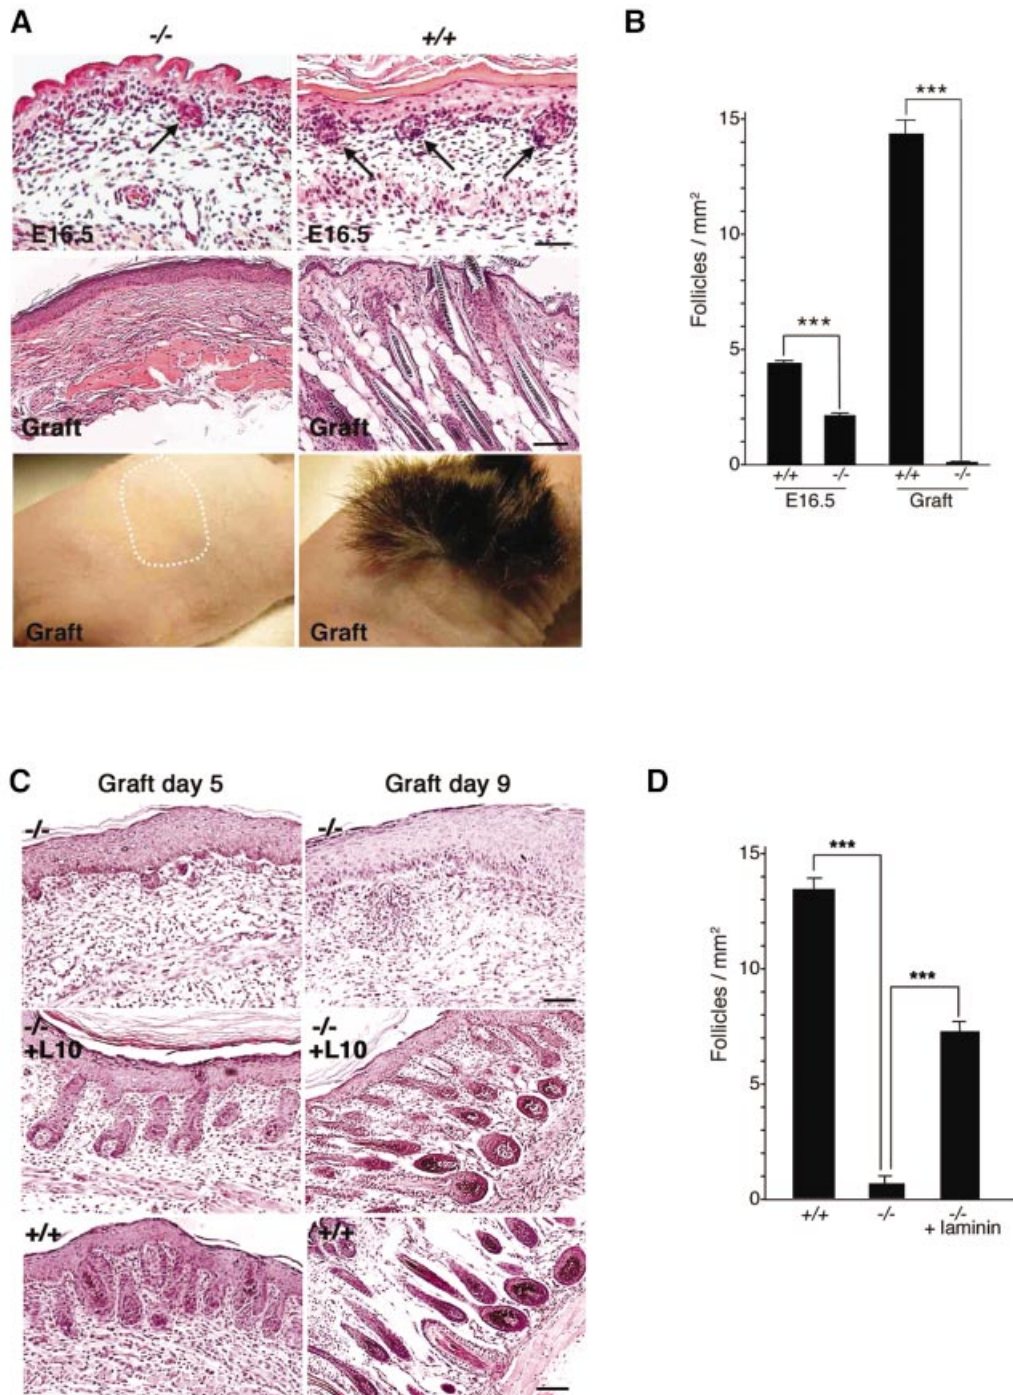 A
-/-
+/+
E16.5
E16.5
Graft
Graft
Graft
Graft
B
Follicles / mm²
15
10
5
0
***
***
+/+
-/-
+/+
-/-
E16.5
Graft
C
Graft day 5
Graft day 9
-/-
-/-
-/-
+L10
-/-
+L10
+/+
+/+
D
Follicles / mm²
15
10
5
0
***
***
+/+
-/-
-/-
+ laminin